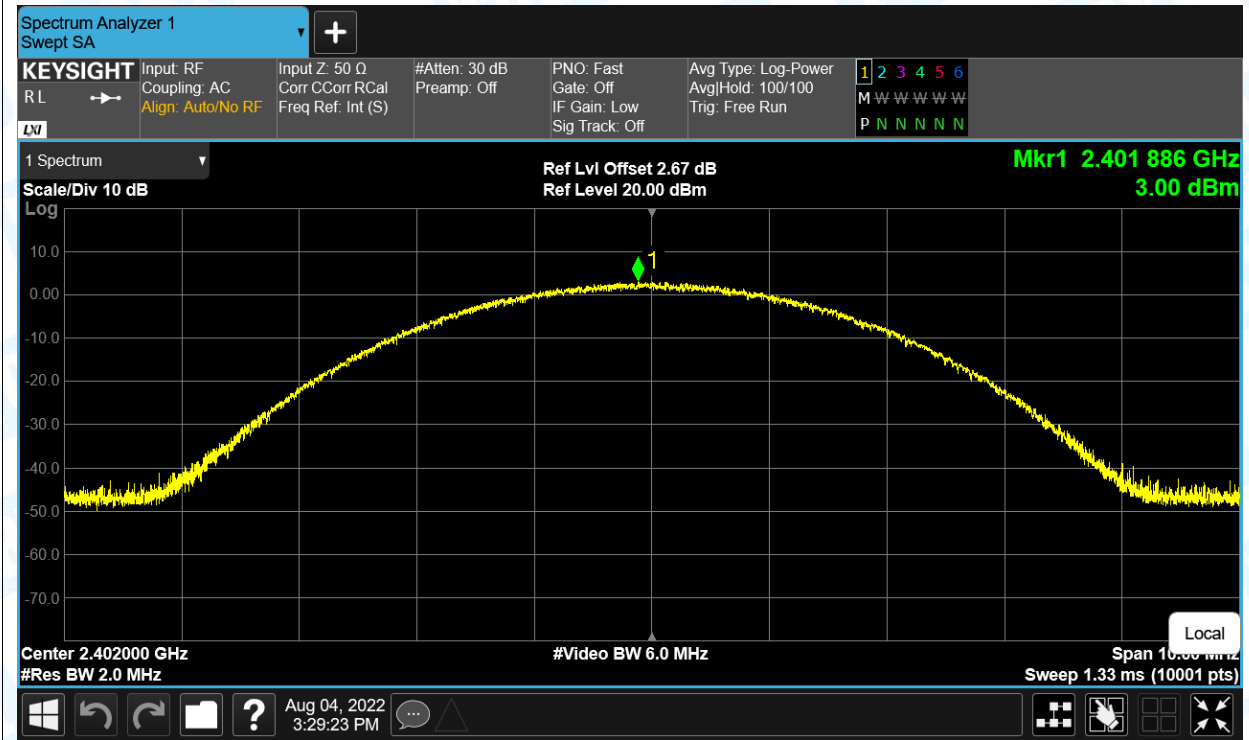 Spectrum Analyzer 1
Swept SA
KEYSIGHT
R L
LXI
Input: RF
Coupling: AC
Align: Auto/No RF
Input Z: 50 Ω
Corr CCorr RCal
Freq Ref: Int (S)
#Atten: 30 dB
Preamp: Off
PNO: Fast
Gate: Off
IF Gain: Low
Sig Track: Off
Avg Type: Log-Power
Avg|Hold: 100/100
Trig: Free Run
1 2 3 4 5 6
M W W W W W W
P N N N N N N
1 Spectrum
Scale/Div 10 dB
Ref Lvl Offset 2.67 dB
Ref Level 20.00 dBm
Mkr1 2.401 886 GHz
3.00 dBm
Log
10.0
0.00
-10.0
-20.0
-30.0
-40.0
-50.0
-60.0
-70.0
1
Local
Center 2.402000 GHz
#Video BW 6.0 MHz
Span 10.00 MHz
#Res BW 2.0 MHz
Sweep 1.33 ms (10001 pts)
?
Aug 04, 2022
3:29:23 PM